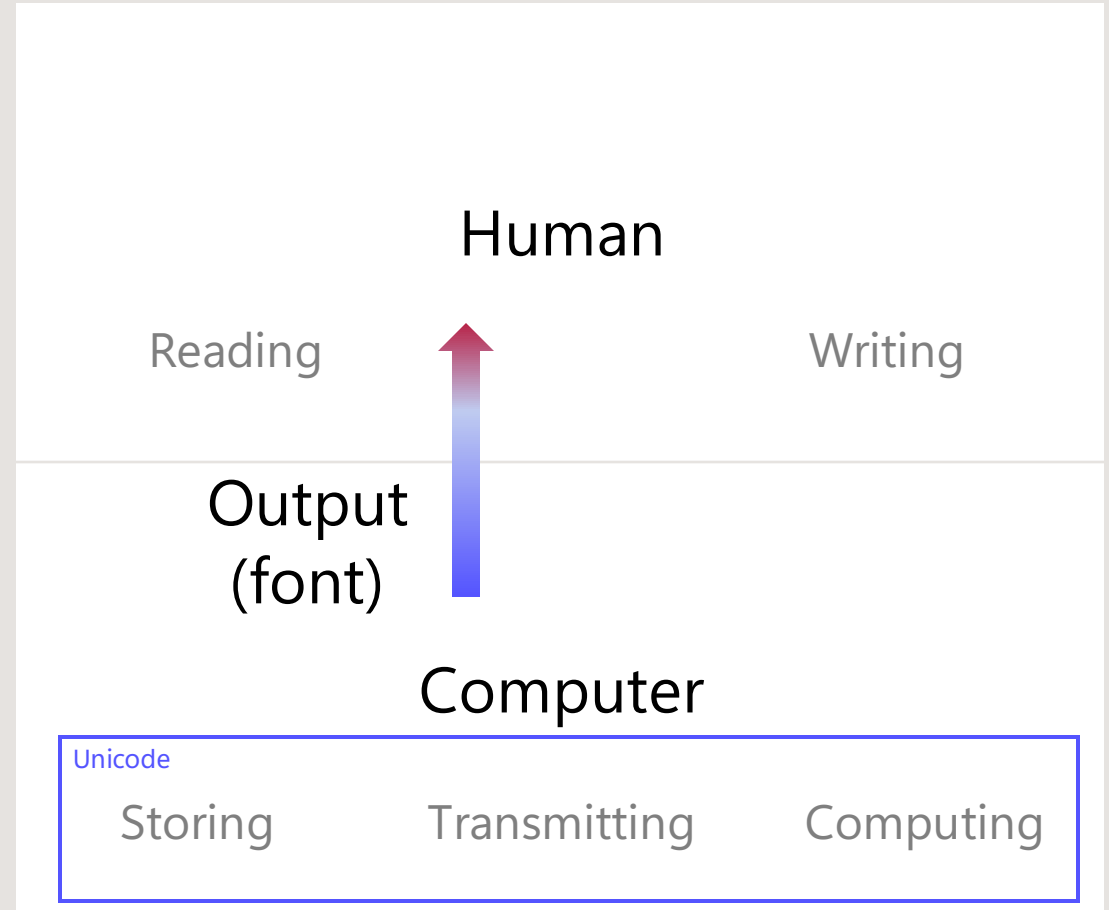 Human
Reading
Writing
Output
(font)
Computer
Unicode
Storing
Transmitting
Computing